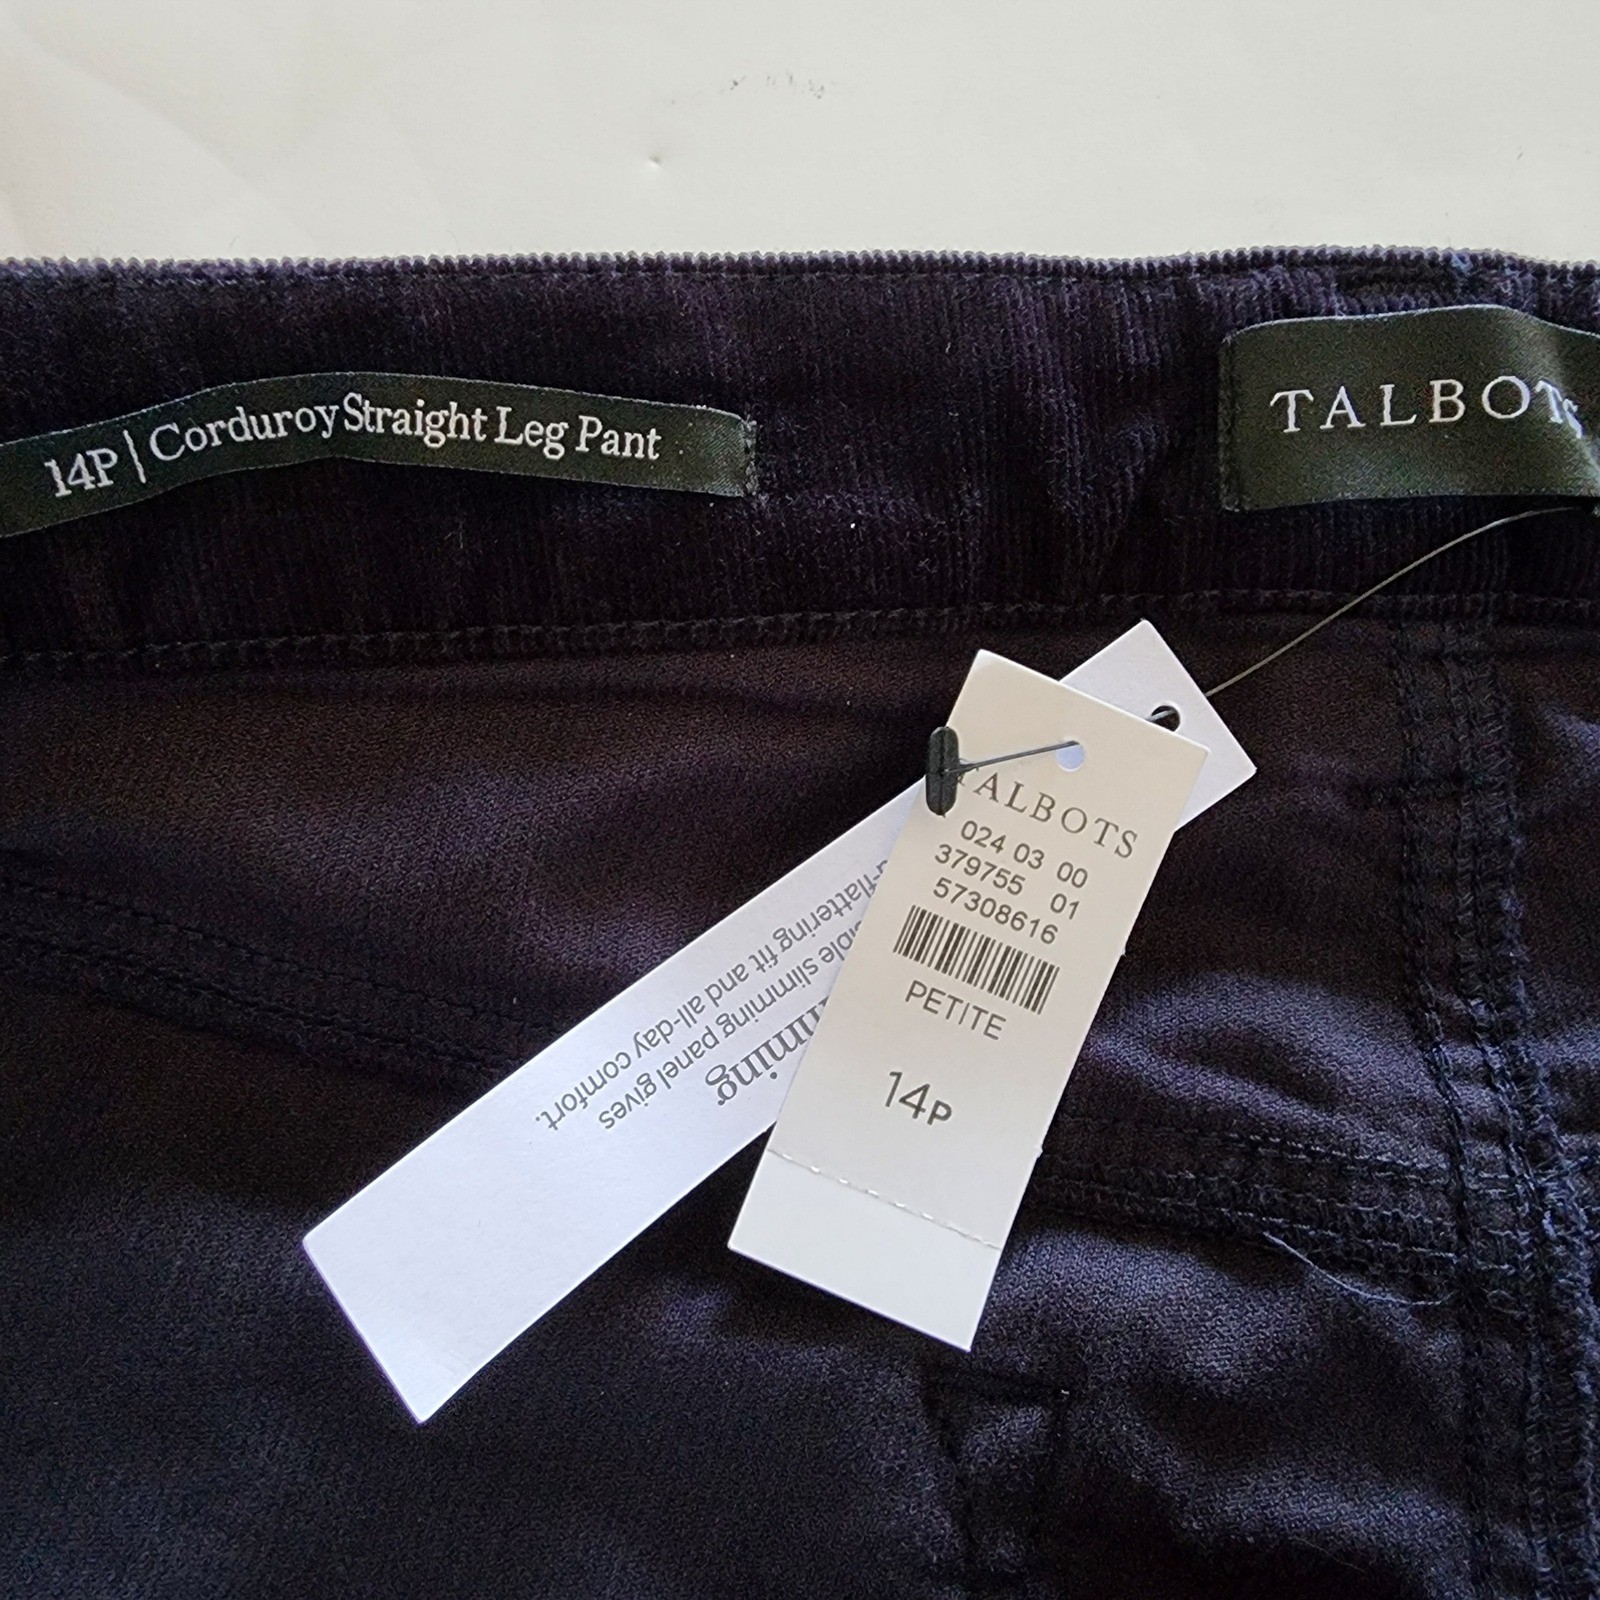 14P | Corduroy Straight Leg Pant
TALBOTS
TALBOTS
024 03 00
379755 01
57308616
PETITE
14P
slimming panel gives
-flattering fit and all-day comfort.